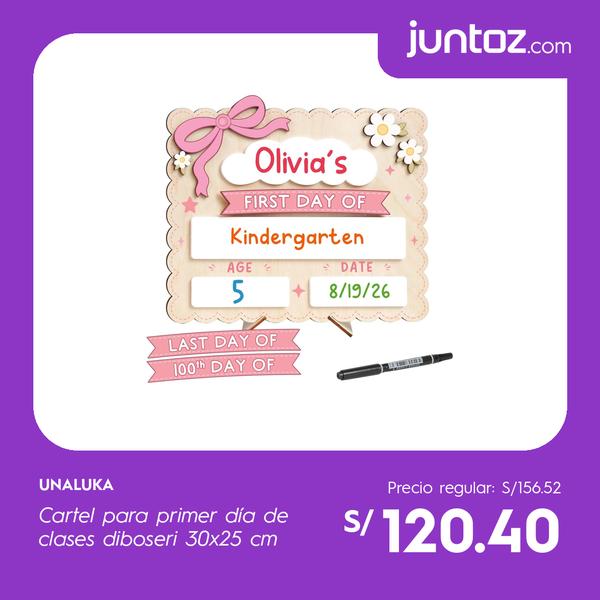 juntoz.com
Olivia's
FIRST DAY OF
Kindergarten
AGE
DATE
5
8/19/26
LAST DAY OF
100th DAY OF
UNALUKA
Cartel para primer día de
clases diboseri 30x25 cm
Precio regular: S/156.52
S/120.40